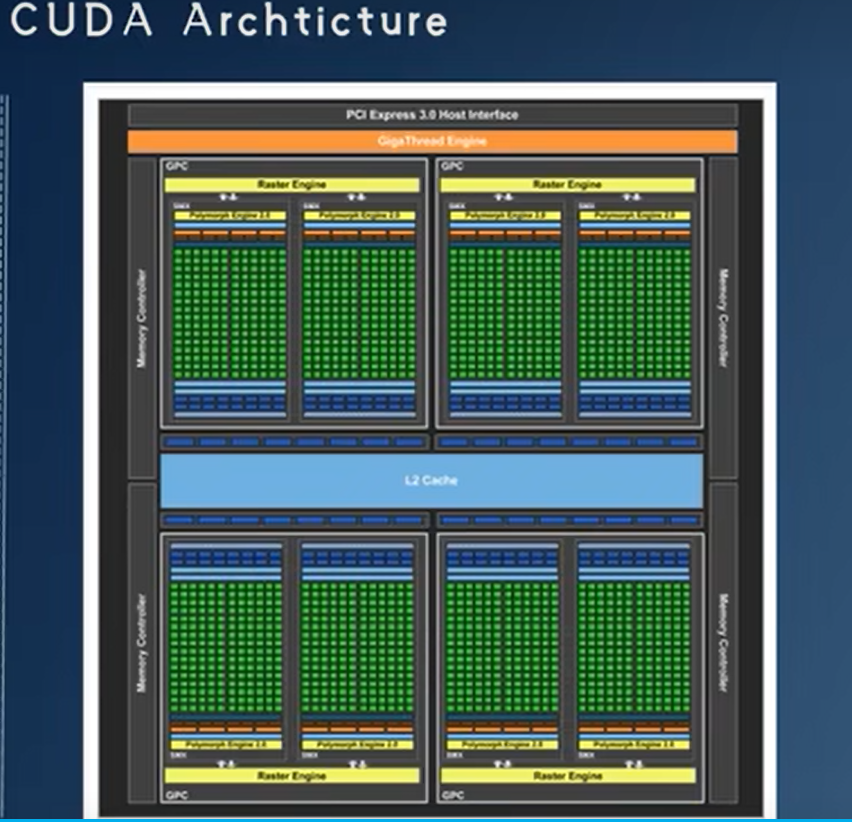 CUDA Archticture
PCI Express 3.0 Host Interface
GigaThread Engine
GPC
GPC
Raster Engine
Raster Engine
SMX
SMX
SMX
SMX
Polymorph Engine 2.0
Polymorph Engine 2.0
Polymorph Engine 2.0
Polymorph Engine 2.0
Memory Controller
Memory Controller
L2 Cache
Memory Controller
Memory Controller
Polymorph Engine 2.0
Polymorph Engine 2.0
Polymorph Engine 2.0
Polymorph Engine 2.0
SMX
SMX
SMX
SMX
Raster Engine
Raster Engine
GPC
GPC